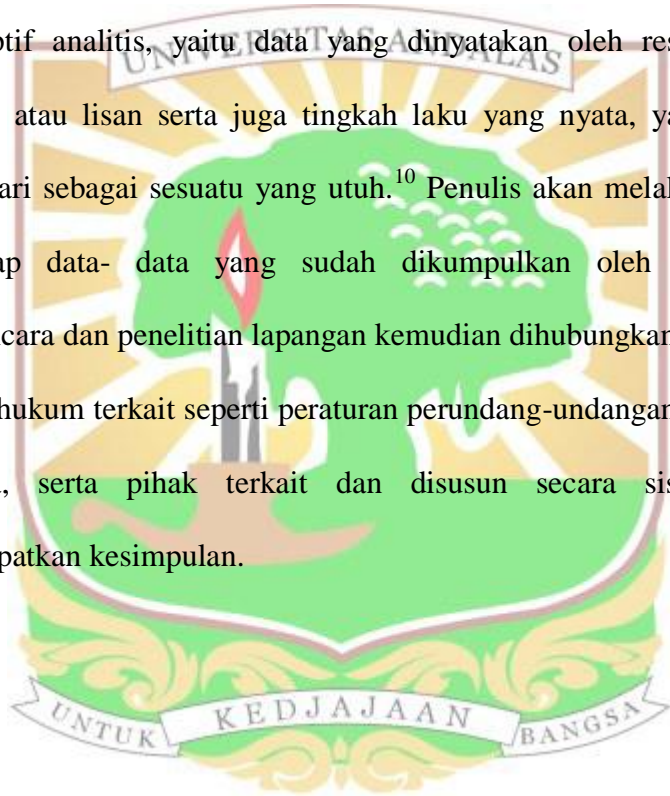 UNIVERSITAS ANDALAS
tif analitis, yaitu data yang dinyatakan oleh res
atau lisan serta juga tingkah laku yang nyata, ya
ari sebagai sesuatu yang utuh.10 Penulis akan melal
ap data- data yang sudah dikumpulkan oleh
cara dan penelitian lapangan kemudian dihubungkan
hukum terkait seperti peraturan perundang-undangan
, serta pihak terkait dan disusun secara sis
patkan kesimpulan.
UNTUK KEDJAJAAN BANGSA